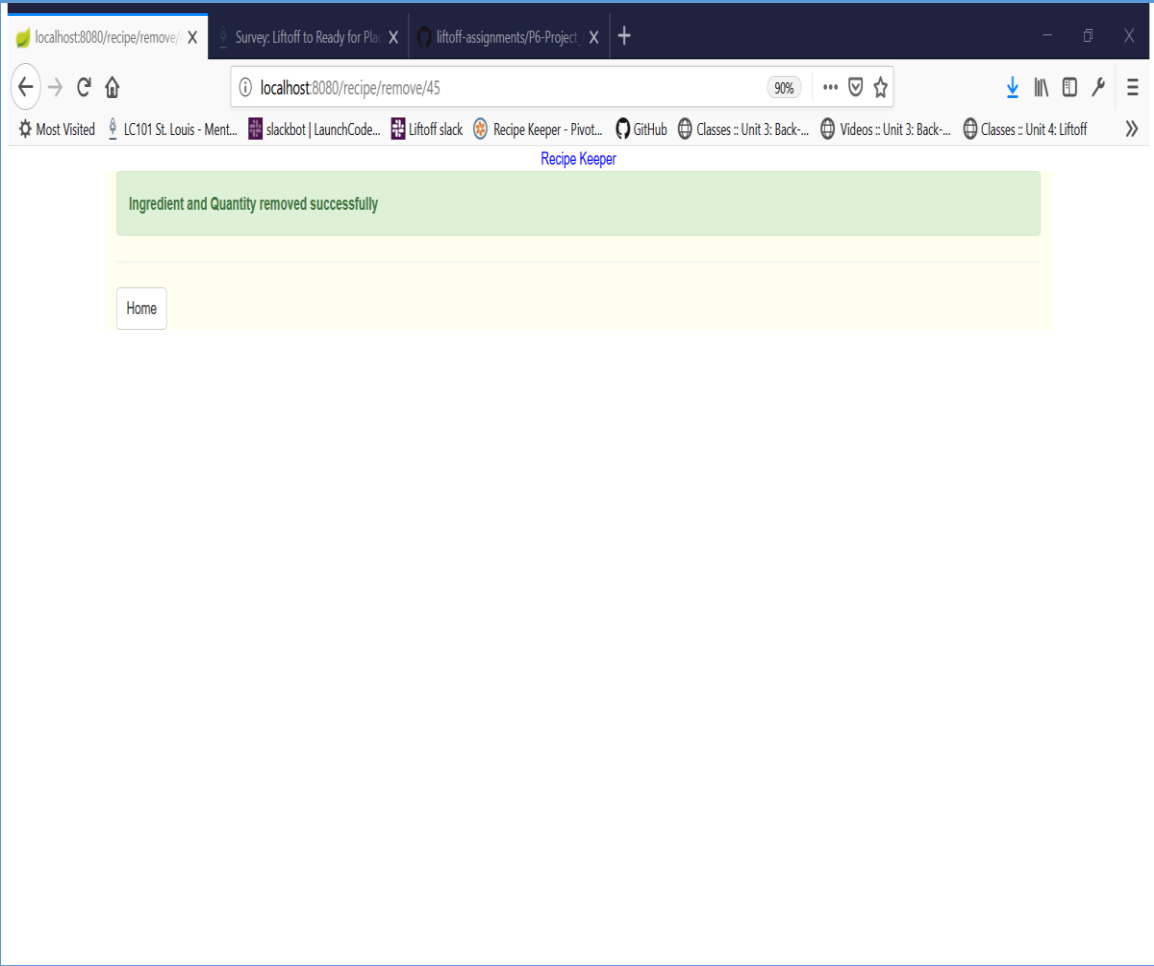 localhost:8080/recipe/remove/ Survey: Liftoff to Ready for Plac liftoff-assignments/P6-Project_
localhost:8080/recipe/remove/45 90%
Most Visited LC101 St. Louis - Ment... slackbot | LaunchCode... Liftoff slack Recipe Keeper - Pivot... GitHub Classes :: Unit 3: Back-... Videos :: Unit 3: Back-... Classes :: Unit 4: Liftoff
Recipe Keeper
Ingredient and Quantity removed successfully
Home